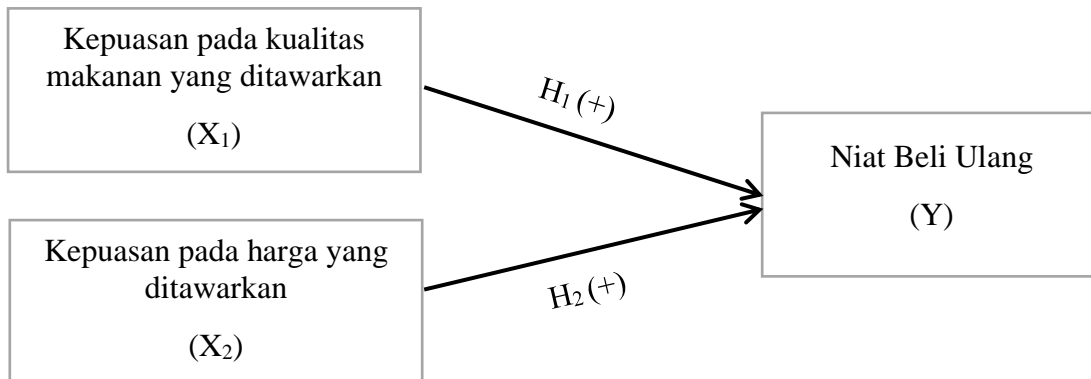 Kepuasan pada kualitas
makanan yang ditawarkan
(X₁)
H₁ (+)
Niat Beli Ulang
(Y)
Kepuasan pada harga yang
ditawarkan
(X₂)
H₂ (+)